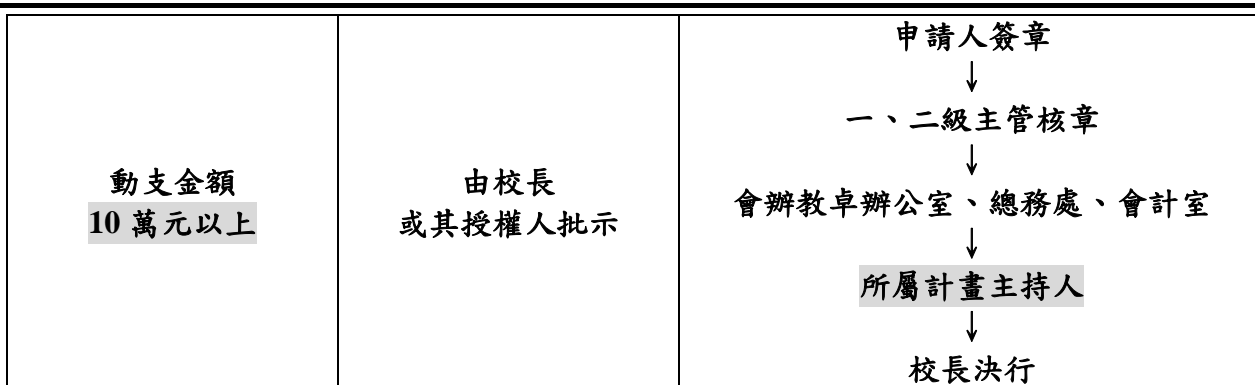 動支金額
10 萬元以上
由校長
或其授權人批示
申請人簽章
↓
一、二級主管核章
↓
會辦教卓辦公室、總務處、會計室
↓
所屬計畫主持人
↓
校長決行